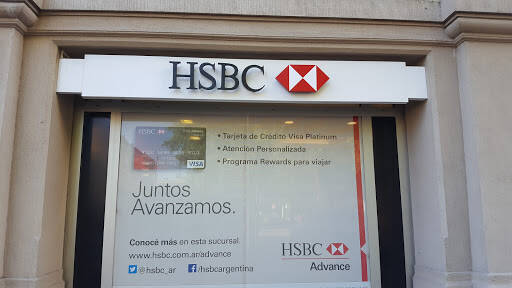 HSBC
HSBC
VISA
• Tarjeta de Crédito Visa Platinum
• Atención Personalizada
• Programa Rewards para viajar
Juntos
Avanzamos.
Conocé más en esta sucursal.
www.hsbc.com.ar/advance
@hsbc_ar /hsbcargentina
HSBC
Advance